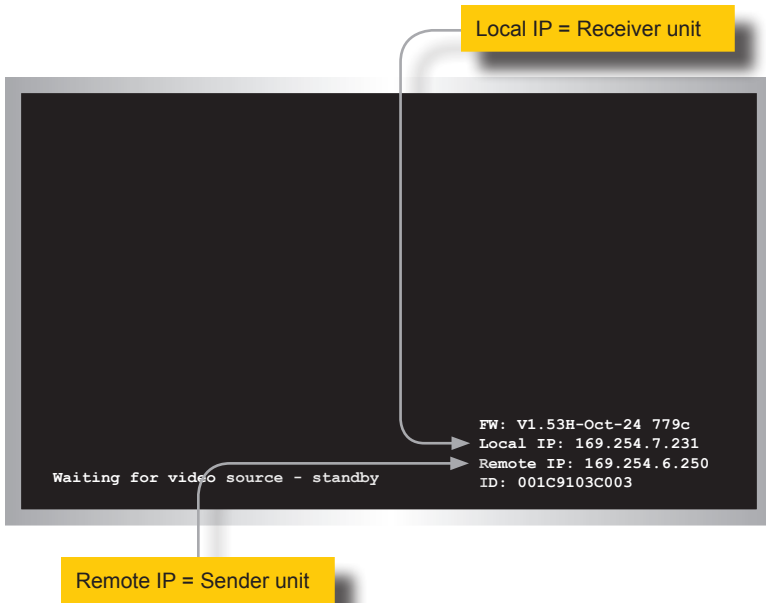 Local IP = Receiver unit
FW: V1.53H-Oct-24 779c
Local IP: 169.254.7.231
Remote IP: 169.254.6.250
Waiting for video source - standby
ID: 001C9103C003
Remote IP = Sender unit